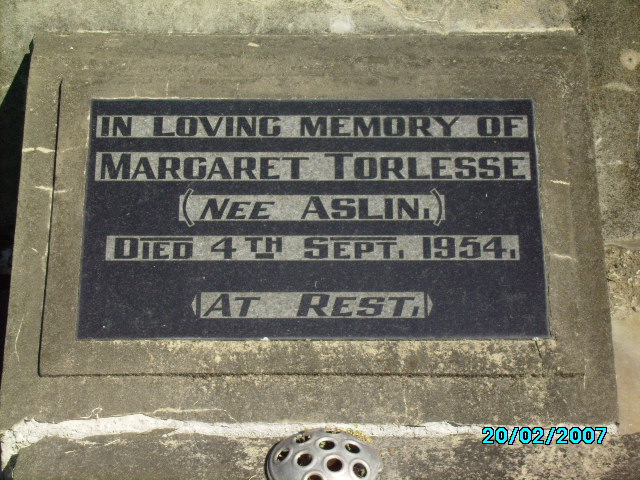 IN LOVING MEMORY OF
MARGARET TORLESSE
(NEE ASLIN.)
DIED 4TH SEPT. 1954.
AT REST.
20/02/2007